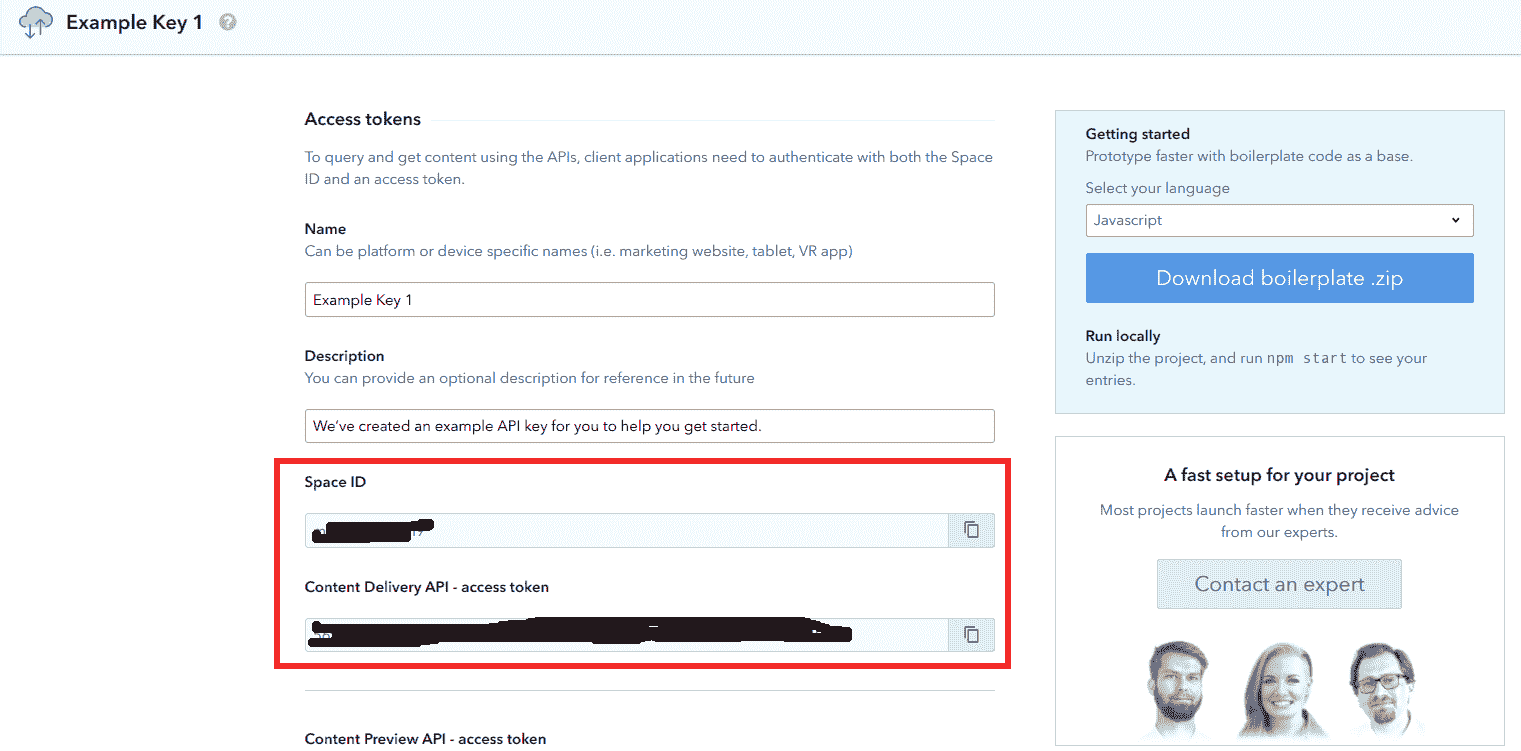 Example Key 1
Access tokens
To query and get content using the APIs, client applications need to authenticate with both the Space
ID and an access token.
Name
Can be platform or device specific names (i.e. marketing website, tablet, VR app)
Example Key 1
Description
You can provide an optional description for reference in the future
We've created an example API key for you to help you get started.
Space ID
Content Delivery API - access token
Content Preview API - access token
Getting started
Prototype faster with boilerplate code as a base.
Select your language
Javascript
Download boilerplate .zip
Run locally
Unzip the project, and run npm start to see your
entries.
A fast setup for your project
Most projects launch faster when they receive advice
from our experts.
Contact an expert